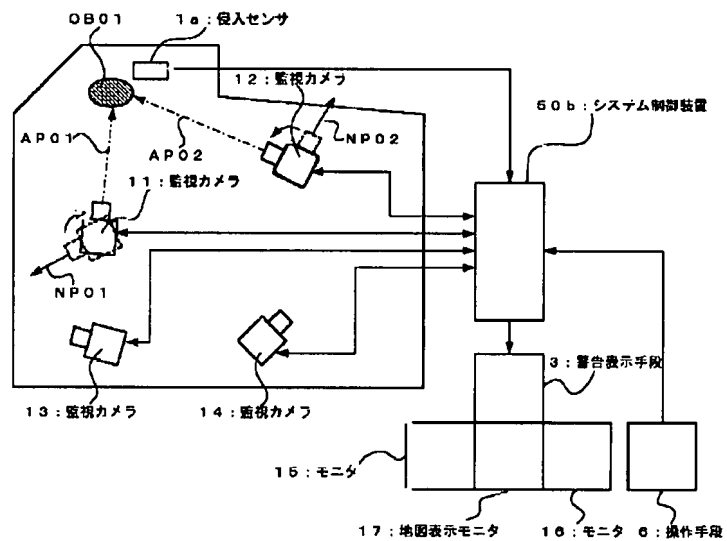 OB01
1a:侵入センサ
12:監視カメラ
50b:システム制御装置
AP01
AP02
NP02
11:監視カメラ
NP01
3:警告表示手段
13:監視カメラ
14:監視カメラ
15:モニタ
17:地図表示モニタ
16:モニタ
6:操作手段